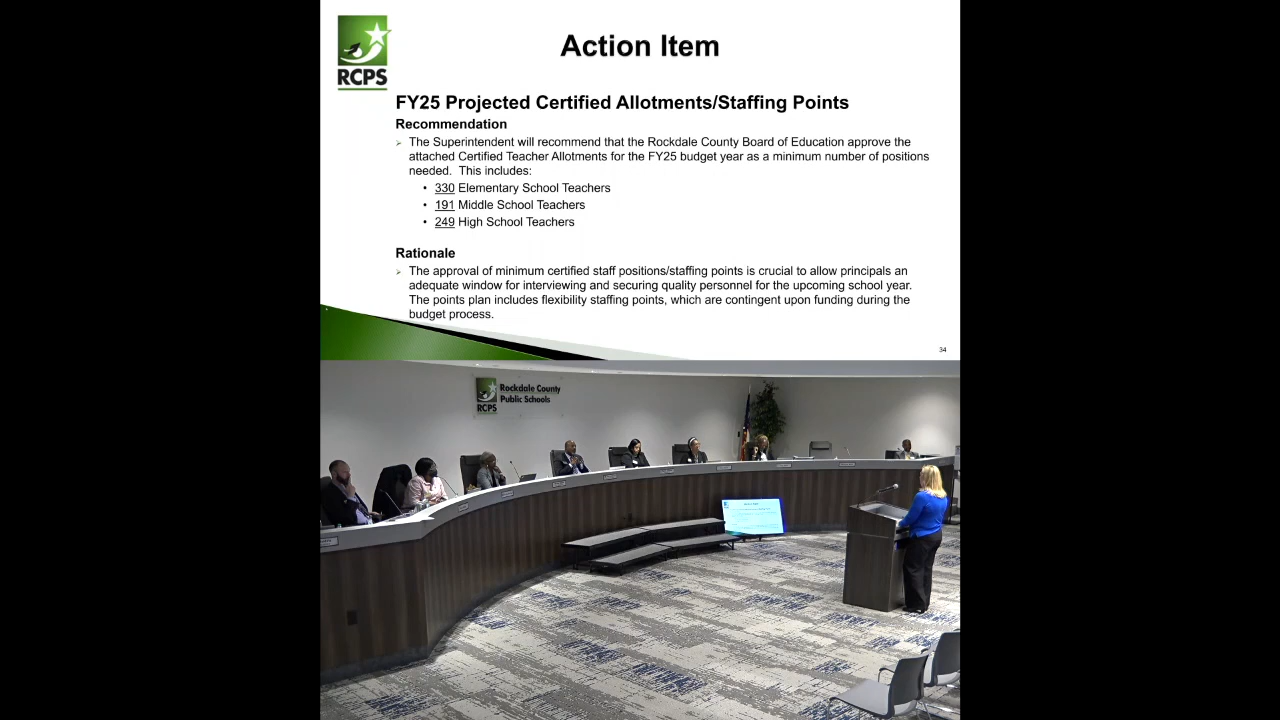 RCPS
Action Item
FY25 Projected Certified Allotments/Staffing Points
Recommendation
➢ The Superintendent will recommend that the Rockdale County Board of Education approve the
attached Certified Teacher Allotments for the FY25 budget year as a minimum number of positions
needed.  This includes:
• 330 Elementary School Teachers
• 191 Middle School Teachers
• 249 High School Teachers
Rationale
➢ The approval of minimum certified staff positions/staffing points is crucial to allow principals an
adequate window for interviewing and securing quality personnel for the upcoming school year.
The points plan includes flexibility staffing points, which are contingent upon funding during the
budget process.
34
Rockdale County
Public Schools
RCPS